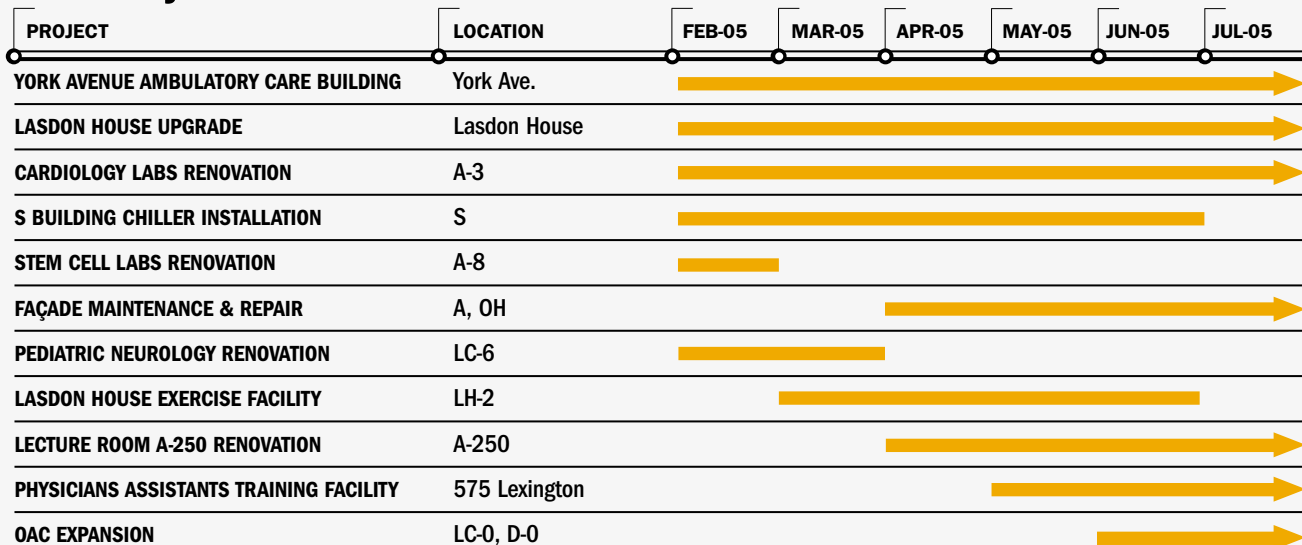 PROJECT LOCATION FEB-05 MAR-05 APR-05 MAY-05 JUN-05 JUL-05
YORK AVENUE AMBULATORY CARE BUILDING York Ave.
LASDON HOUSE UPGRADE Lasdon House
CARDIOLOGY LABS RENOVATION A-3
S BUILDING CHILLER INSTALLATION S
STEM CELL LABS RENOVATION A-8
FAÇADE MAINTENANCE & REPAIR A, OH
PEDIATRIC NEUROLOGY RENOVATION LC-6
LASDON HOUSE EXERCISE FACILITY LH-2
LECTURE ROOM A-250 RENOVATION A-250
PHYSICIANS ASSISTANTS TRAINING FACILITY 575 Lexington
OAC EXPANSION LC-0, D-0